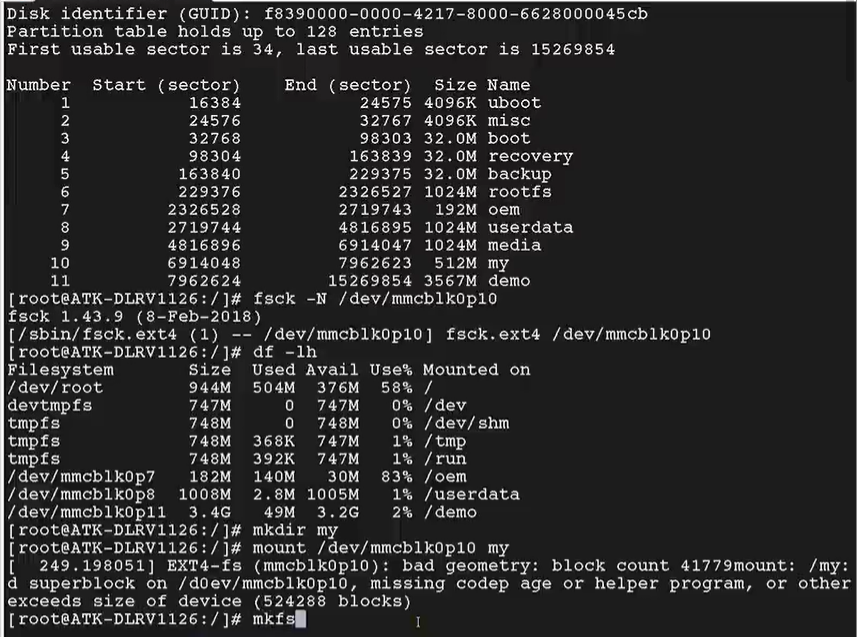 Disk identifier (GUID): f8390000-0000-4217-8000-6628000045cb
Partition table holds up to 128 entries
First usable sector is 34, last usable sector is 15269854
Number  Start (sector)    End (sector)  Size Name
     1           16384           24575 4096K uboot
     2           24576           32767 4096K misc
     3           32768           98303 32.0M boot
     4           98304          163839 32.0M recovery
     5          163840          229375 32.0M backup
     6          229376         2326527 1024M rootfs
     7         2326528         2719743  192M oem
     8         2719744         4816895 1024M userdata
     9         4816896         6914047 1024M media
    10         6914048         7962623  512M my
    11         7962624        15269854 3567M demo
[root@ATK-DLRV1126:/]# fsck -N /dev/mmcblk0p10
fsck 1.43.9 (8-Feb-2018)
[/sbin/fsck.ext4 (1) -- /dev/mmcblk0p10] fsck.ext4 /dev/mmcblk0p10
[root@ATK-DLRV1126:/]# df -lh
Filesystem       Size  Used Avail Use% Mounted on
/dev/root        944M  504M  376M  58% /
devtmpfs         747M     0  747M   0% /dev
tmpfs            748M     0  748M   0% /dev/shm
tmpfs            748M  368K  747M   1% /tmp
tmpfs            748M  392K  747M   1% /run
/dev/mmcblk0p7   182M  140M   30M  83% /oem
/dev/mmcblk0p8  1008M  2.8M 1005M   1% /userdata
/dev/mmcblk0p11  3.4G   49M  3.2G   2% /demo
[root@ATK-DLRV1126:/]# mkdir my
[root@ATK-DLRV1126:/]# mount /dev/mmcblk0p10 my
[  249.198051] EXT4-fs (mmcblk0p10): bad geometry: block count 41779mount: /my:
d superblock on /d0ev/mmcblk0p10, missing codep age or helper program, or other
exceeds size of device (524288 blocks)
[root@ATK-DLRV1126:/]# mkfs